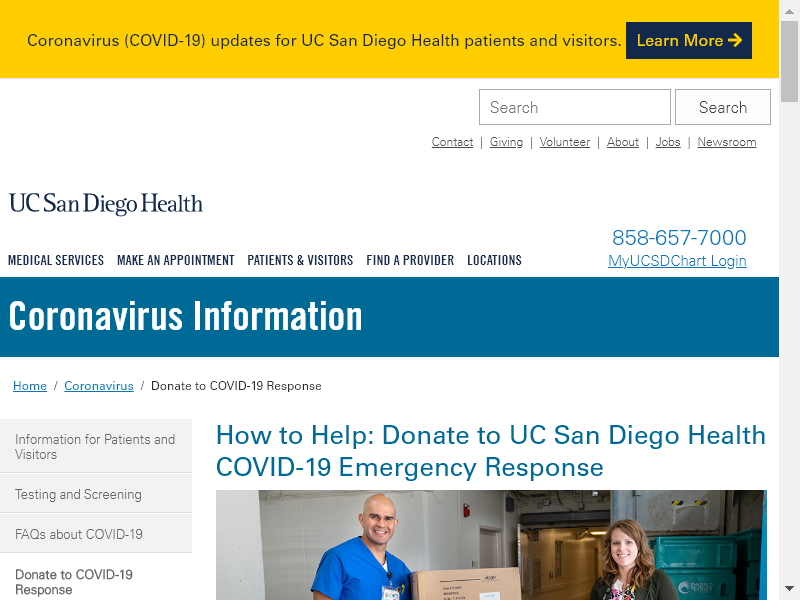 Coronavirus (COVID-19) updates for UC San Diego Health patients and visitors. Learn More →
Search Search
Contact | Giving | Volunteer | About | Jobs | Newsroom
UC San Diego Health
858-657-7000
MEDICAL SERVICES MAKE AN APPOINTMENT PATIENTS & VISITORS FIND A PROVIDER LOCATIONS
MyUCSDChart Login
Coronavirus Information
Home / Coronavirus / Donate to COVID-19 Response
Information for Patients and
Visitors
Testing and Screening
FAQs about COVID-19
Donate to COVID-19
Response
How to Help: Donate to UC San Diego Health
COVID-19 Emergency Response